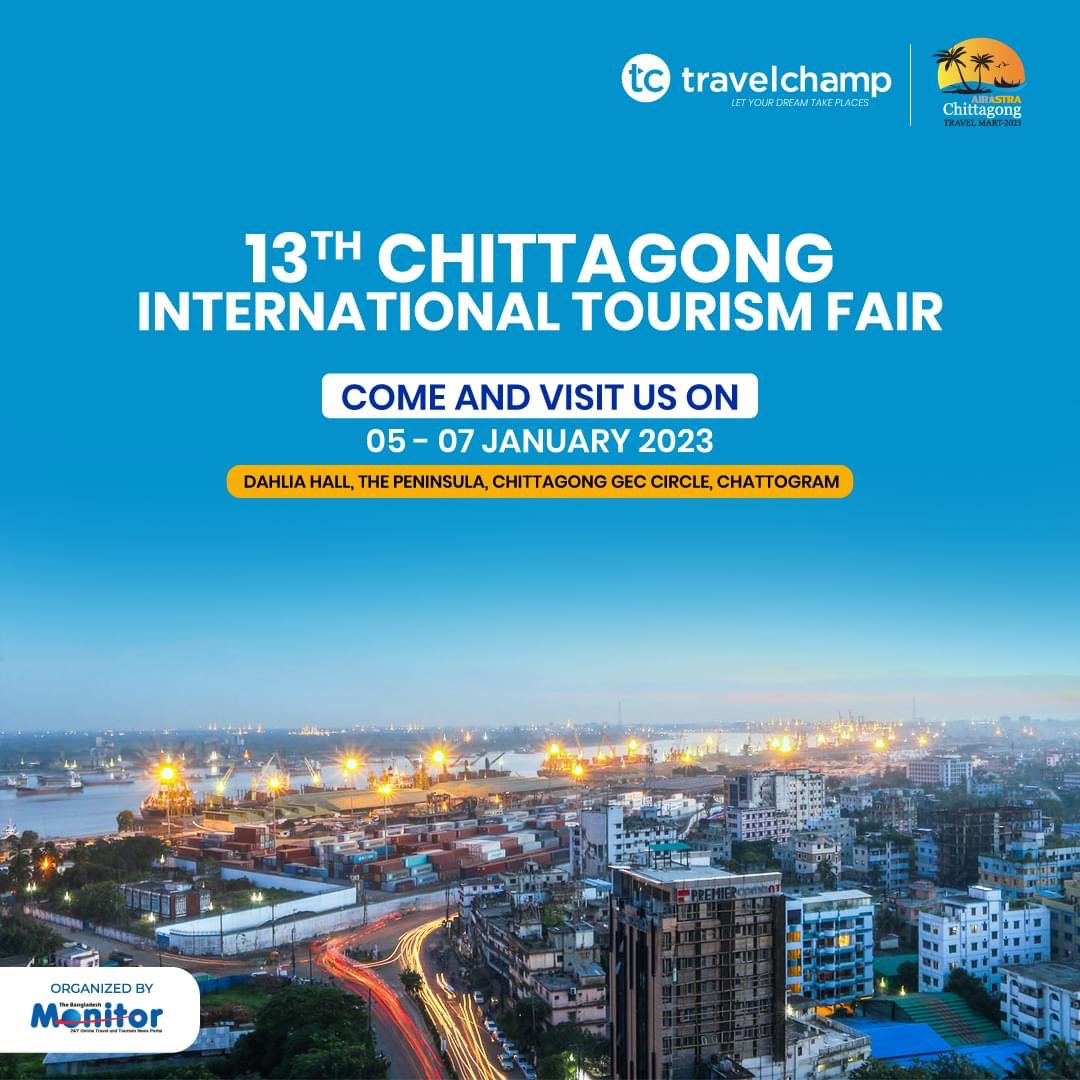 tc travelchamp
LET YOUR DREAM TAKE PLACES
AIRASTRA
Chittagong
TRAVEL MART-2023
13TH CHITTAGONG
INTERNATIONAL TOURISM FAIR
COME AND VISIT US ON
05 - 07 JANUARY 2023
DAHLIA HALL, THE PENINSULA, CHITTAGONG GEC CIRCLE, CHATTOGRAM
ORGANIZED BY
The Bangladesh
Monitor
24/7 Online Travel and Tourism News Portal